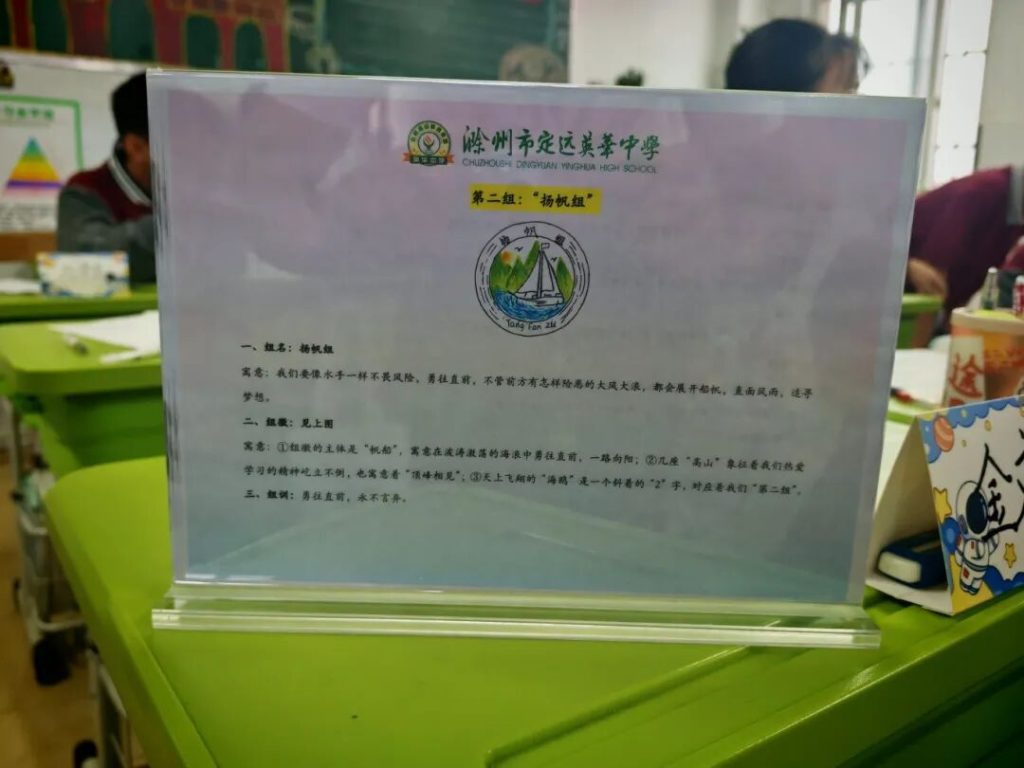 滁州市定远英华中学
CHUZHOUSHI DINGYUAN YINGHUA HIGH SCHOOL
第二组：“扬帆组”
扬帆组
Yang Fan Zu
一、组名：扬帆组
寓意：我们要像水手一样不畏风险，勇往直前，不管前方有怎样险恶的大风大浪，都会展开船帆，直面风雨，追寻
梦想。
二、组徽：见上图
寓意：①组徽的主体是“帆船”，寓意在波涛激荡的海浪中勇往直前，一路向阳；②几座“高山”象征着我们热爱
学习的精神屹立不倒，也寓意着“顶峰相见”；③天上飞翔的“海鸥”是一个斜着的“2”字，对应着我们“第二组”。
三、组训：勇往直前，永不言弃。